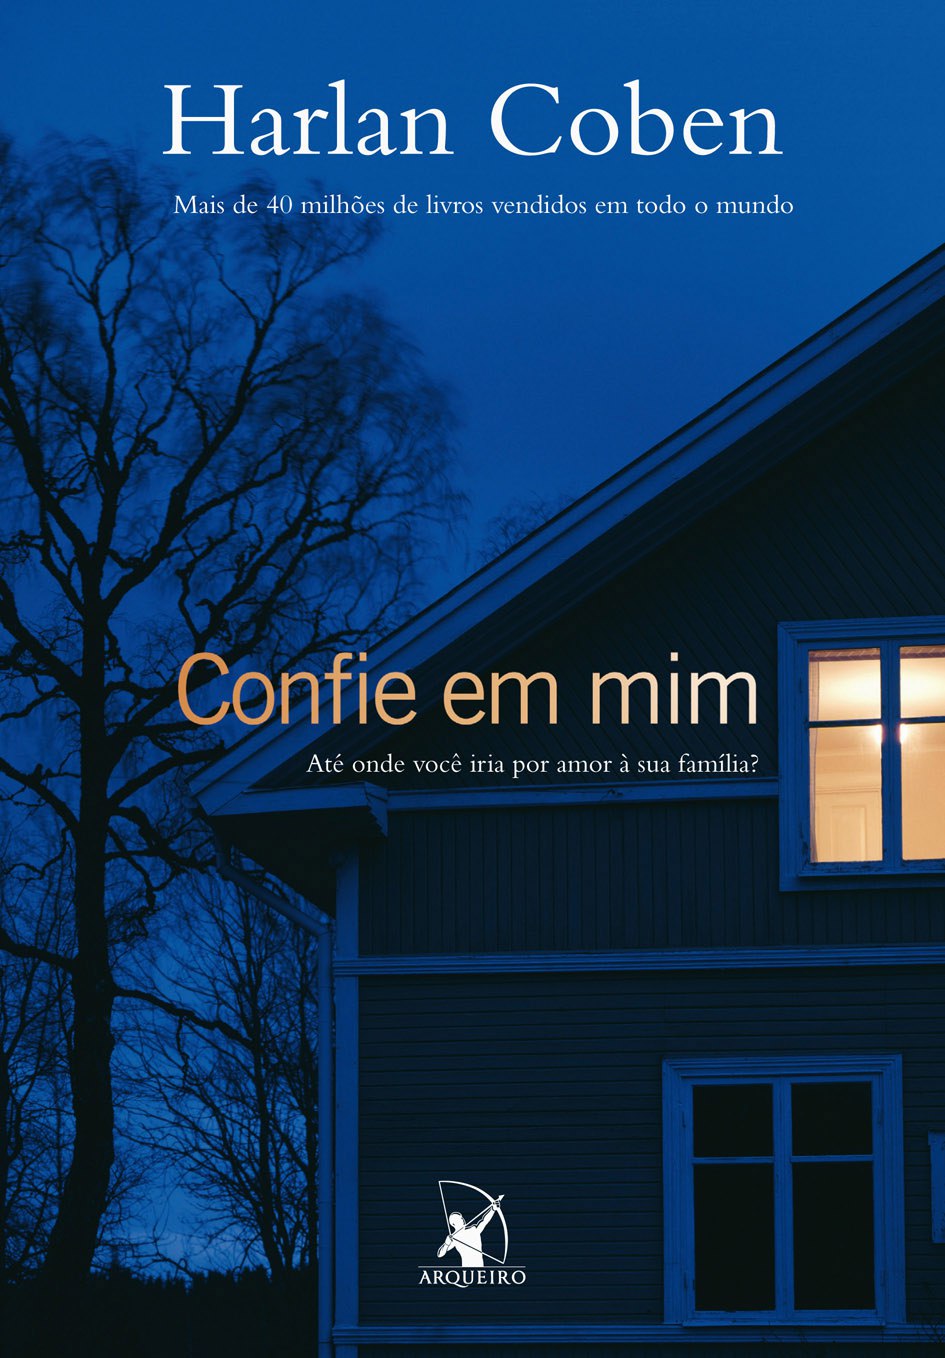 Harlan Coben
Mais de 40 milhões de livros vendidos em todo o mundo
Confie em mim
Até onde você iria por amor à sua família?
ARQUEIRO